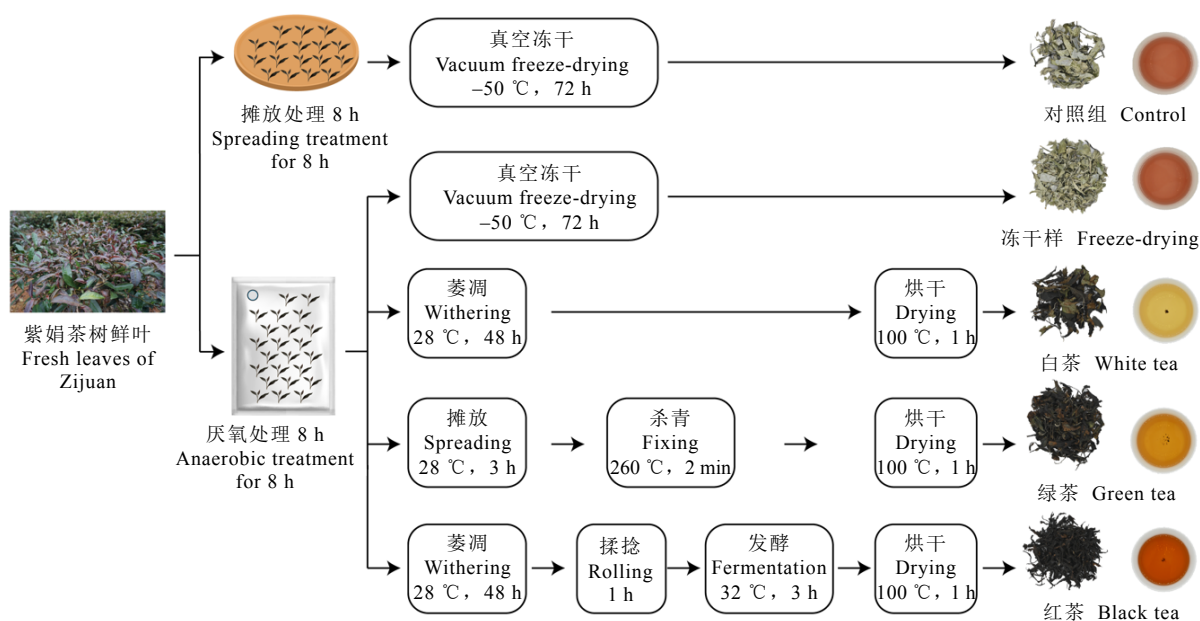 紫娟茶树鲜叶
Fresh leaves of
Zijuan
摊放处理 8 h
Spreading treatment
for 8 h
真空冻干
Vacuum freeze-drying
–50 ℃，72 h
对照组 Control
厌氧处理 8 h
Anaerobic treatment
for 8 h
真空冻干
Vacuum freeze-drying
–50 ℃，72 h
冻干样 Freeze-drying
萎凋
Withering
28 ℃，48 h
烘干
Drying
100 ℃，1 h
白茶 White tea
摊放
Spreading
28 ℃，3 h
杀青
Fixing
260 ℃，2 min
烘干
Drying
100 ℃，1 h
绿茶 Green tea
萎凋
Withering
28 ℃，48 h
揉捻
Rolling
1 h
发酵
Fermentation
32 ℃，3 h
烘干
Drying
100 ℃，1 h
红茶 Black tea